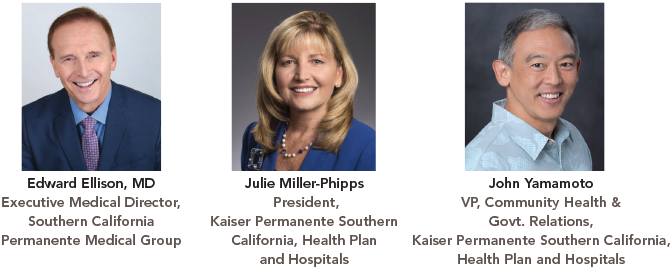 Edward Ellison, MD
Executive Medical Director,
Southern California
Permanente Medical Group
Julie Miller-Phipps
President,
Kaiser Permanente Southern
California, Health Plan
and Hospitals
John Yamamoto
VP, Community Health &
Govt. Relations,
Kaiser Permanente Southern California,
Health Plan and Hospitals